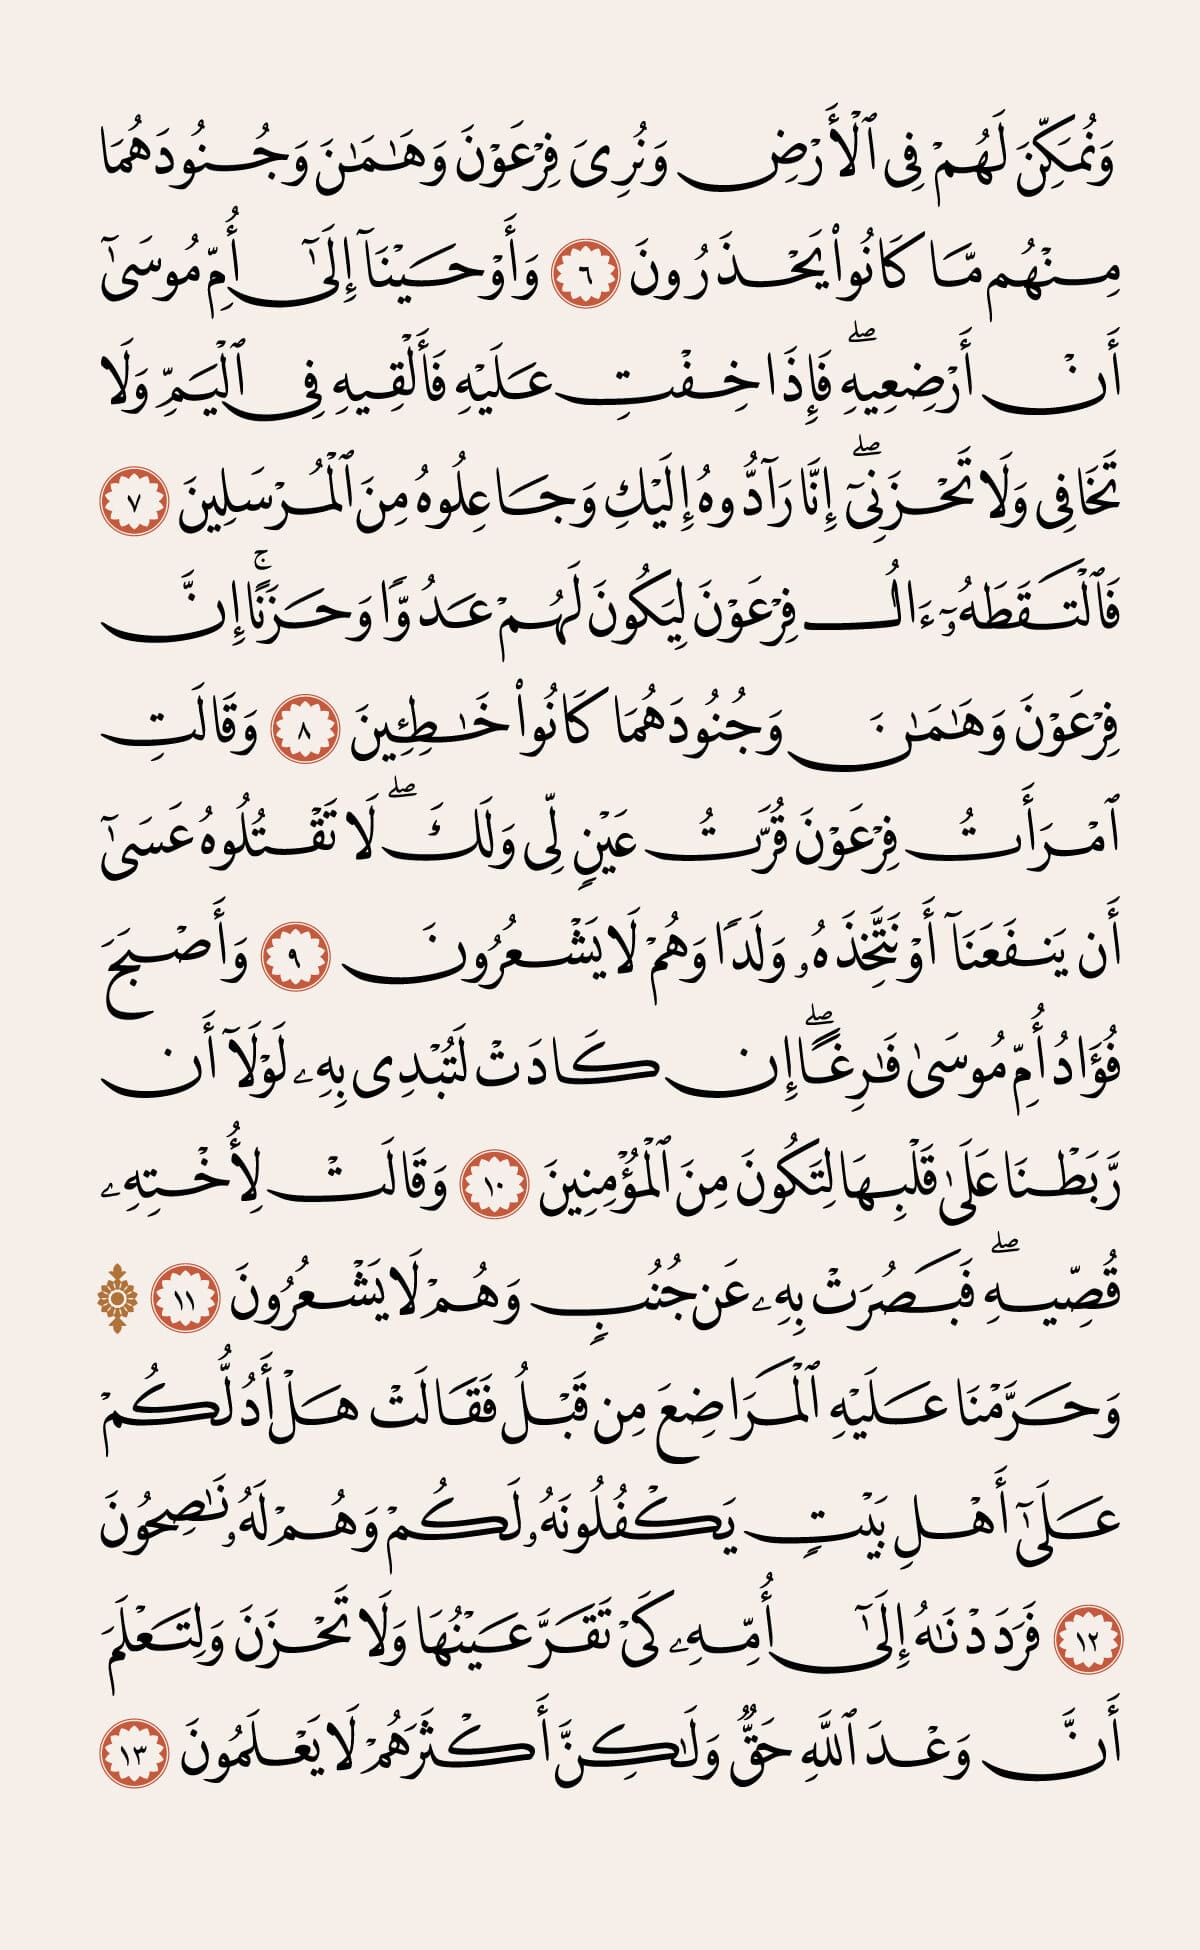 وَنُمَكِّنَ لَهُمْ فِى ٱلْأَرْضِ وَنُرِىَ فِرْعَوْنَ وَهَـٰمَـٰنَ وَجُنُودَهُمَا
مِنْهُم مَّا كَانُوا۟ يَحْذَرُونَ ٦ وَأَوْحَيْنَآ إِلَىٰٓ أُمِّ مُوسَىٰٓ
أَنْ أَرْضِعِيهِ ۖ فَإِذَا خِفْتِ عَلَيْهِ فَأَلْقِيهِ فِى ٱلْيَمِّ وَلَا
تَخَافِى وَلَا تَحْزَنِىٓ ۖ إِنَّا رَآدُّوهُ إِلَيْكِ وَجَاعِلُوهُ مِنَ ٱلْمُرْسَلِينَ ٧
فَٱلْتَقَطَهُۥٓ ءَالُ فِرْعَوْنَ لِيَكُونَ لَهُمْ عَدُوًّا وَحَزَنًا ۗ إِنَّ
فِرْعَوْنَ وَهَـٰمَـٰنَ وَجُنُودَهُمَا كَانُوا۟ خَـٰطِـِٔينَ ٨ وَقَالَتِ
ٱمْرَأَتُ فِرْعَوْنَ قُرَّتُ عَيْنٍ لِّى وَلَكَ ۖ لَا تَقْتُلُوهُ عَسَىٰٓ
أَن يَنفَعَنَآ أَوْ نَتَّخِذَهُۥ وَلَدًا وَهُمْ لَا يَشْعُرُونَ ٩ وَأَصْبَحَ
فُؤَادُ أُمِّ مُوسَىٰ فَـٰرِغًا ۖ إِن كَادَتْ لَتُبْدِى بِهِۦ لَوْلَآ أَن
رَّبَطْنَا عَلَىٰ قَلْبِهَا لِتَكُونَ مِنَ ٱلْمُؤْمِنِينَ ١٠ وَقَالَتْ لِأُخْتِهِۦ
قُصِّيهِ ۖ فَبَصُرَتْ بِهِۦ عَن جُنُبٍ وَهُمْ لَا يَشْعُرُونَ ١١
وَحَرَّمْنَا عَلَيْهِ ٱلْمَرَاضِعَ مِن قَبْلُ فَقَالَتْ هَلْ أَدُلُّكُمْ
عَلَىٰٓ أَهْلِ بَيْتٍ يَكْفُلُونَهُۥ لَكُمْ وَهُمْ لَهُۥ نَـٰصِحُونَ
١٢ فَرَدَدْنَـٰهُ إِلَىٰٓ أُمِّهِۦ كَىْ تَقَرَّ عَيْنُهَا وَلَا تَحْزَنَ وَلِتَعْلَمَ
أَنَّ وَعْدَ ٱللَّهِ حَقٌّ وَلَـٰكِنَّ أَكْثَرَهُمْ لَا يَعْلَمُونَ ١٣